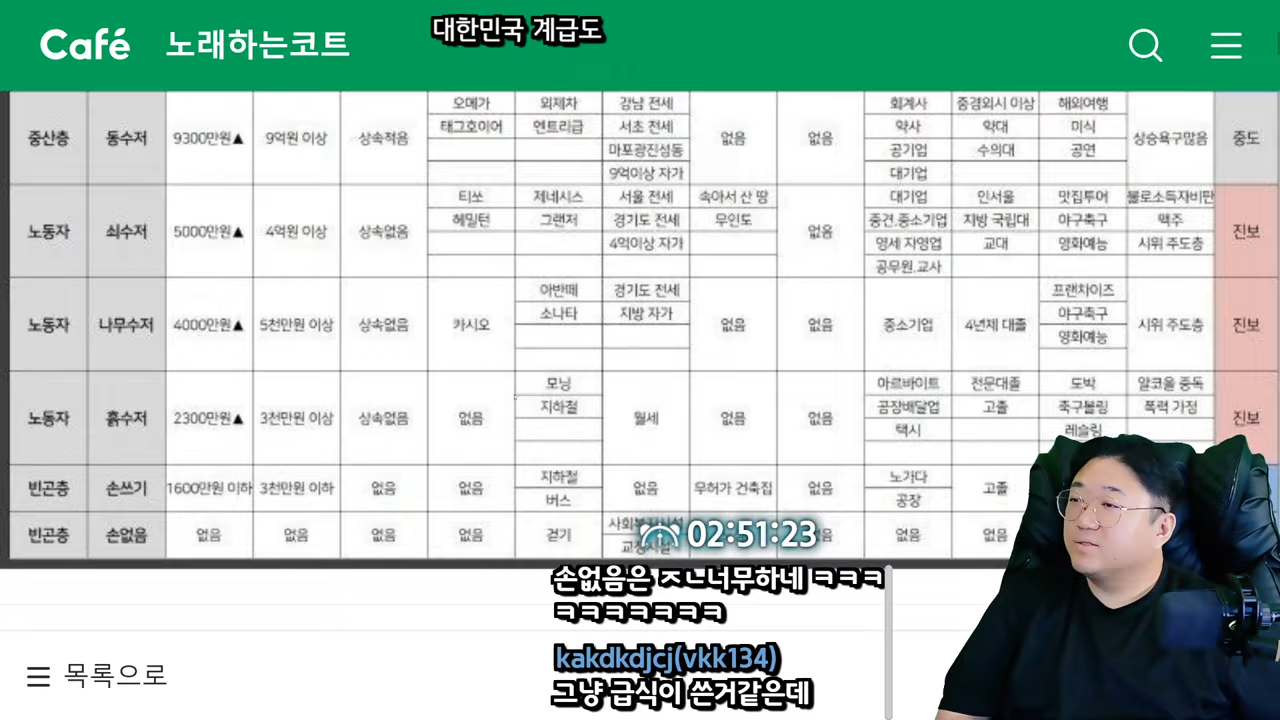 Café 노래하는코트
대한민국 계급도
중산층 동수저 9300만원▲ 9억원 이상 상속적음 오메가 외제차 강남 전세 없음 없음 회계사 중경외시 이상 해외여행 상승욕구많음 중도
태그호이어 엔트리급 서초 전세 약사 약대 미식
마포광진성동 공기업 수의대 공연
9억이상 자가 대기업
노동자 쇠수저 5000만원▲ 4억원 이상 상속없음 티쏘 제네시스 서울 전세 속아서 산 땅 없음 대기업 인서울 맛집투어 불로소득자비판 진보
헤밀턴 그랜저 경기도 전세 무인도 중견.중소기업 지방 국립대 야구축구 맥주
4억이상 자가 영세 자영업 교대 영화예능 시위 주도층
공무원.교사
노동자 나무수저 4000만원▲ 5천만원 이상 상속없음 카시오 아반떼 경기도 전세 없음 없음 중소기업 4년제 대졸 프랜차이즈 시위 주도층 진보
소나타 지방 자가 야구축구
영화예능
노동자 흙수저 2300만원▲ 3천만원 이상 상속없음 없음 모닝 월세 없음 없음 아르바이트 전문대졸 도박 알코올 중독 진보
지하철 공장배달업 고졸 축구볼링 폭력 가정
택시 레슬링
빈곤층 손쓰기 1600만원 이하 3천만원 이하 없음 없음 지하철 없음 무허가 건축집 없음 노가다 고졸
버스 공장
빈곤층 손없음 없음 없음 없음 없음 걷기 없음 없음 없음 없음
02:51:23
손없음은 ㅈㄴ너무하네 ㅋㅋㅋ
ㅋㅋㅋㅋㅋㅋㅋ
kakdkdjcj(vkk134)
그냥 급식이 쓴거같은데
목록으로